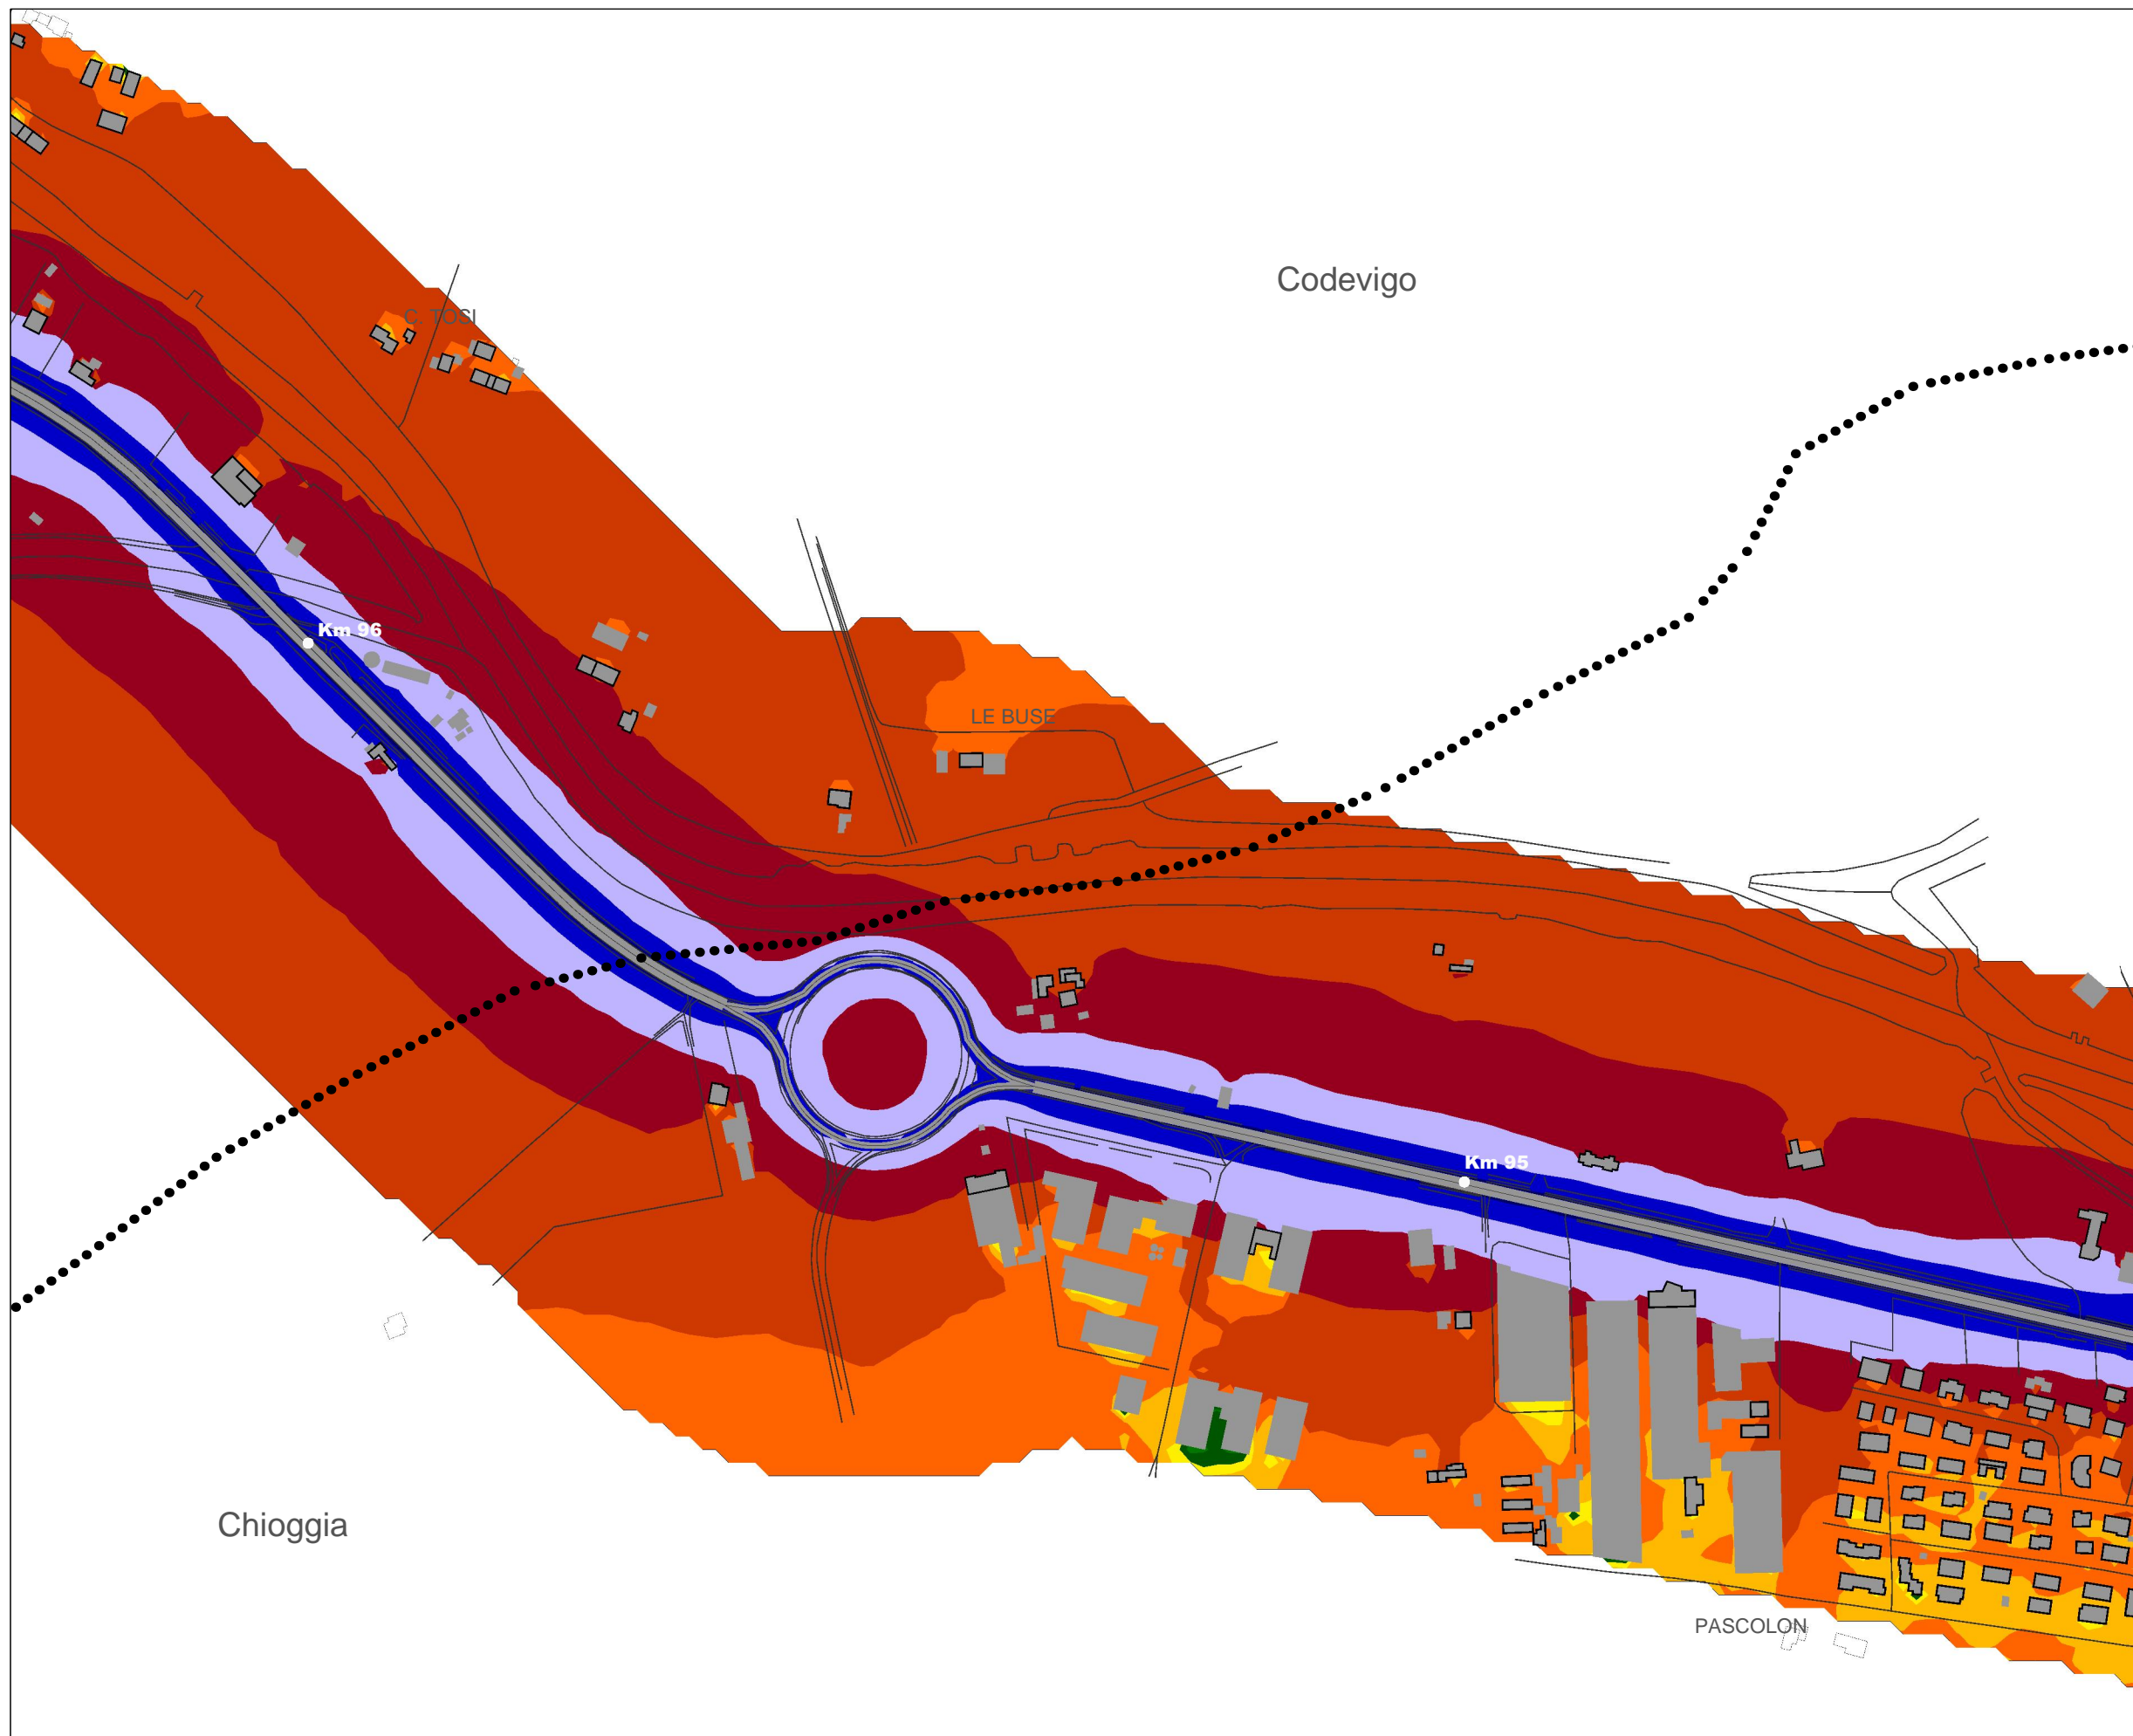 Codevigo
C. TOSI
Km 96
LE BUSE
Km 95
Chioggia
PASCOLON